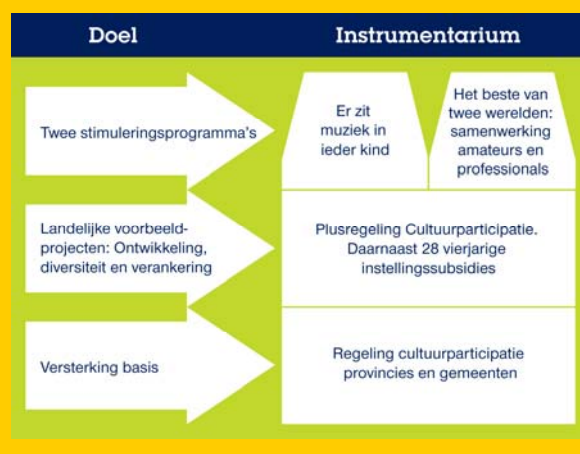 Doel
Instrumentarium
Twee stimuleringsprogramma's
Er zit
muziek in
ieder kind
Het beste van
twee werelden:
samenwerking
amateurs en
professionals
Landelijke voorbeeld-
projecten: Ontwikkeling,
diversiteit en verankering
Plusregeling Cultuurparticipatie.
Daarnaast 28 vierjarige
instellingssubsidies
Versterking basis
Regeling cultuurparticipatie
provincies en gemeenten